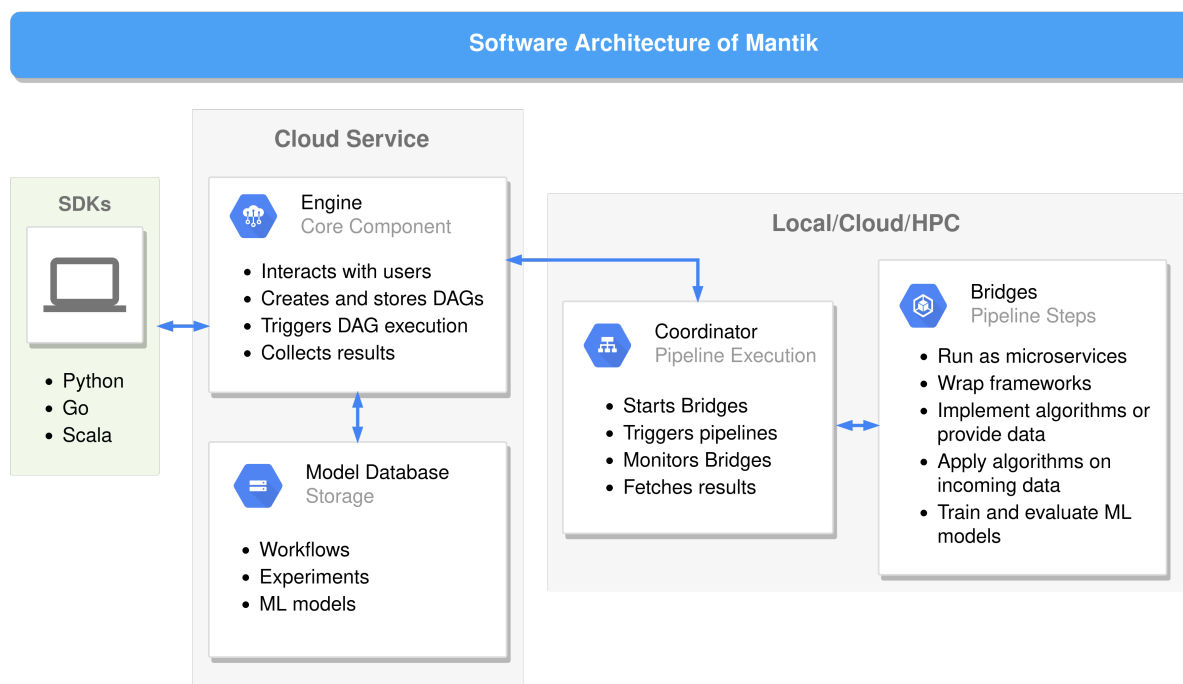 Software Architecture of Mantik
SDKs
Python
Go
Scala
Cloud Service
Engine
Core Component
Interacts with users
Creates and stores DAGs
Triggers DAG execution
Collects results
Model Database
Storage
Workflows
Experiments
ML models
Local/Cloud/HPC
Coordinator
Pipeline Execution
Starts Bridges
Triggers pipelines
Monitors Bridges
Fetches results
Bridges
Pipeline Steps
Run as microservices
Wrap frameworks
Implement algorithms or
provide data
Apply algorithms on
incoming data
Train and evaluate ML
models